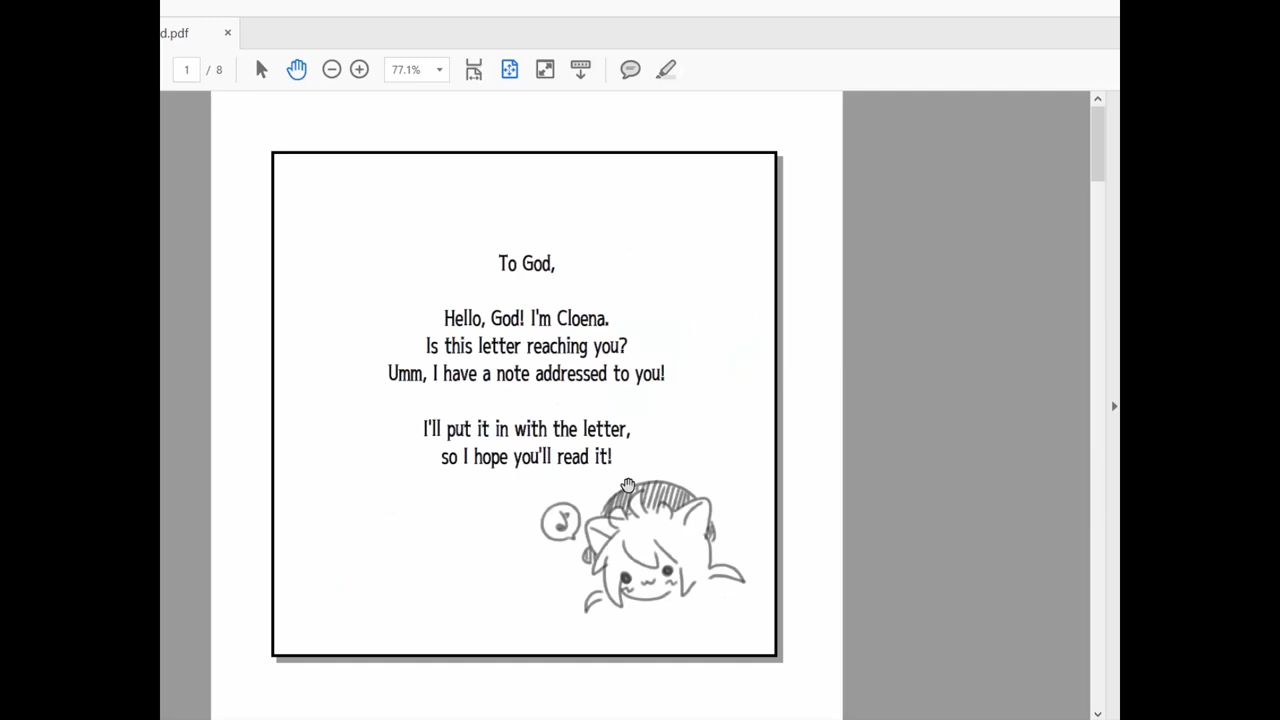 d.pdf ×
1 / 8 77.1%
To God,
Hello, God! I'm Cloena.
Is this letter reaching you?
Umm, I have a note addressed to you!
I'll put it in with the letter,
so I hope you'll read it!